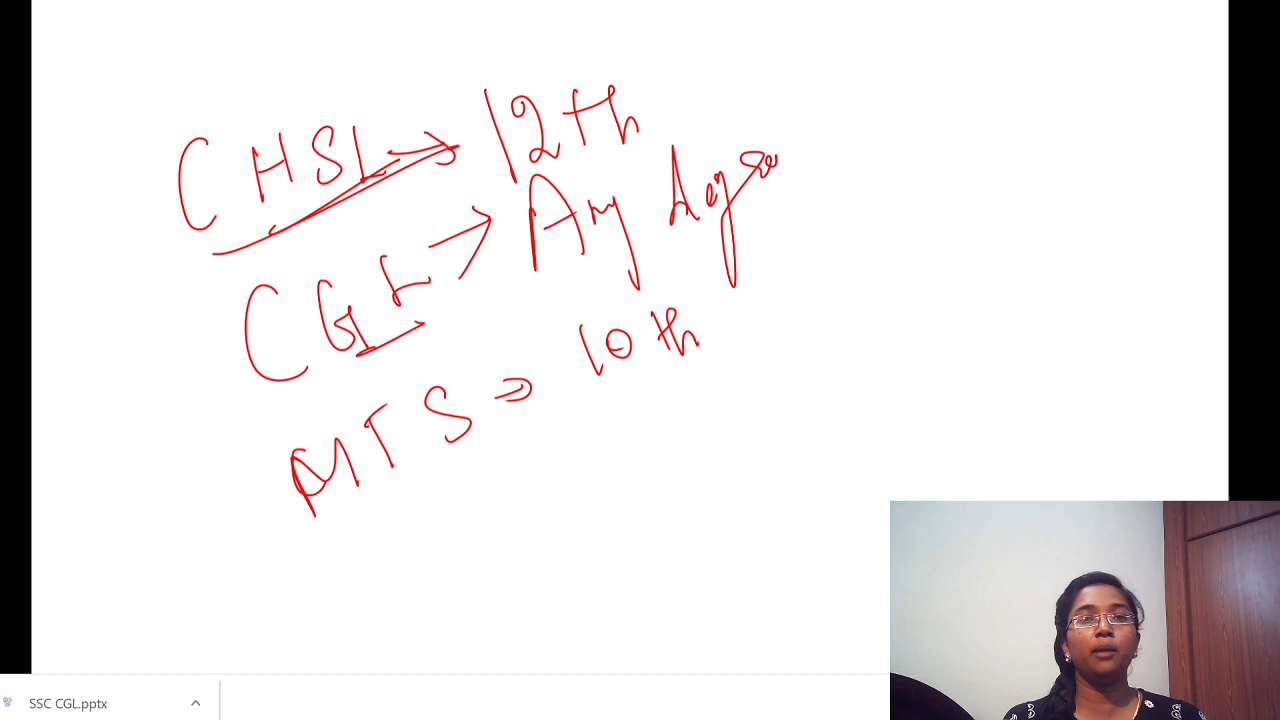 CHSL → 12th
CGL → Any degree
MTS ⇒ 10th
SSC CGL.pptx